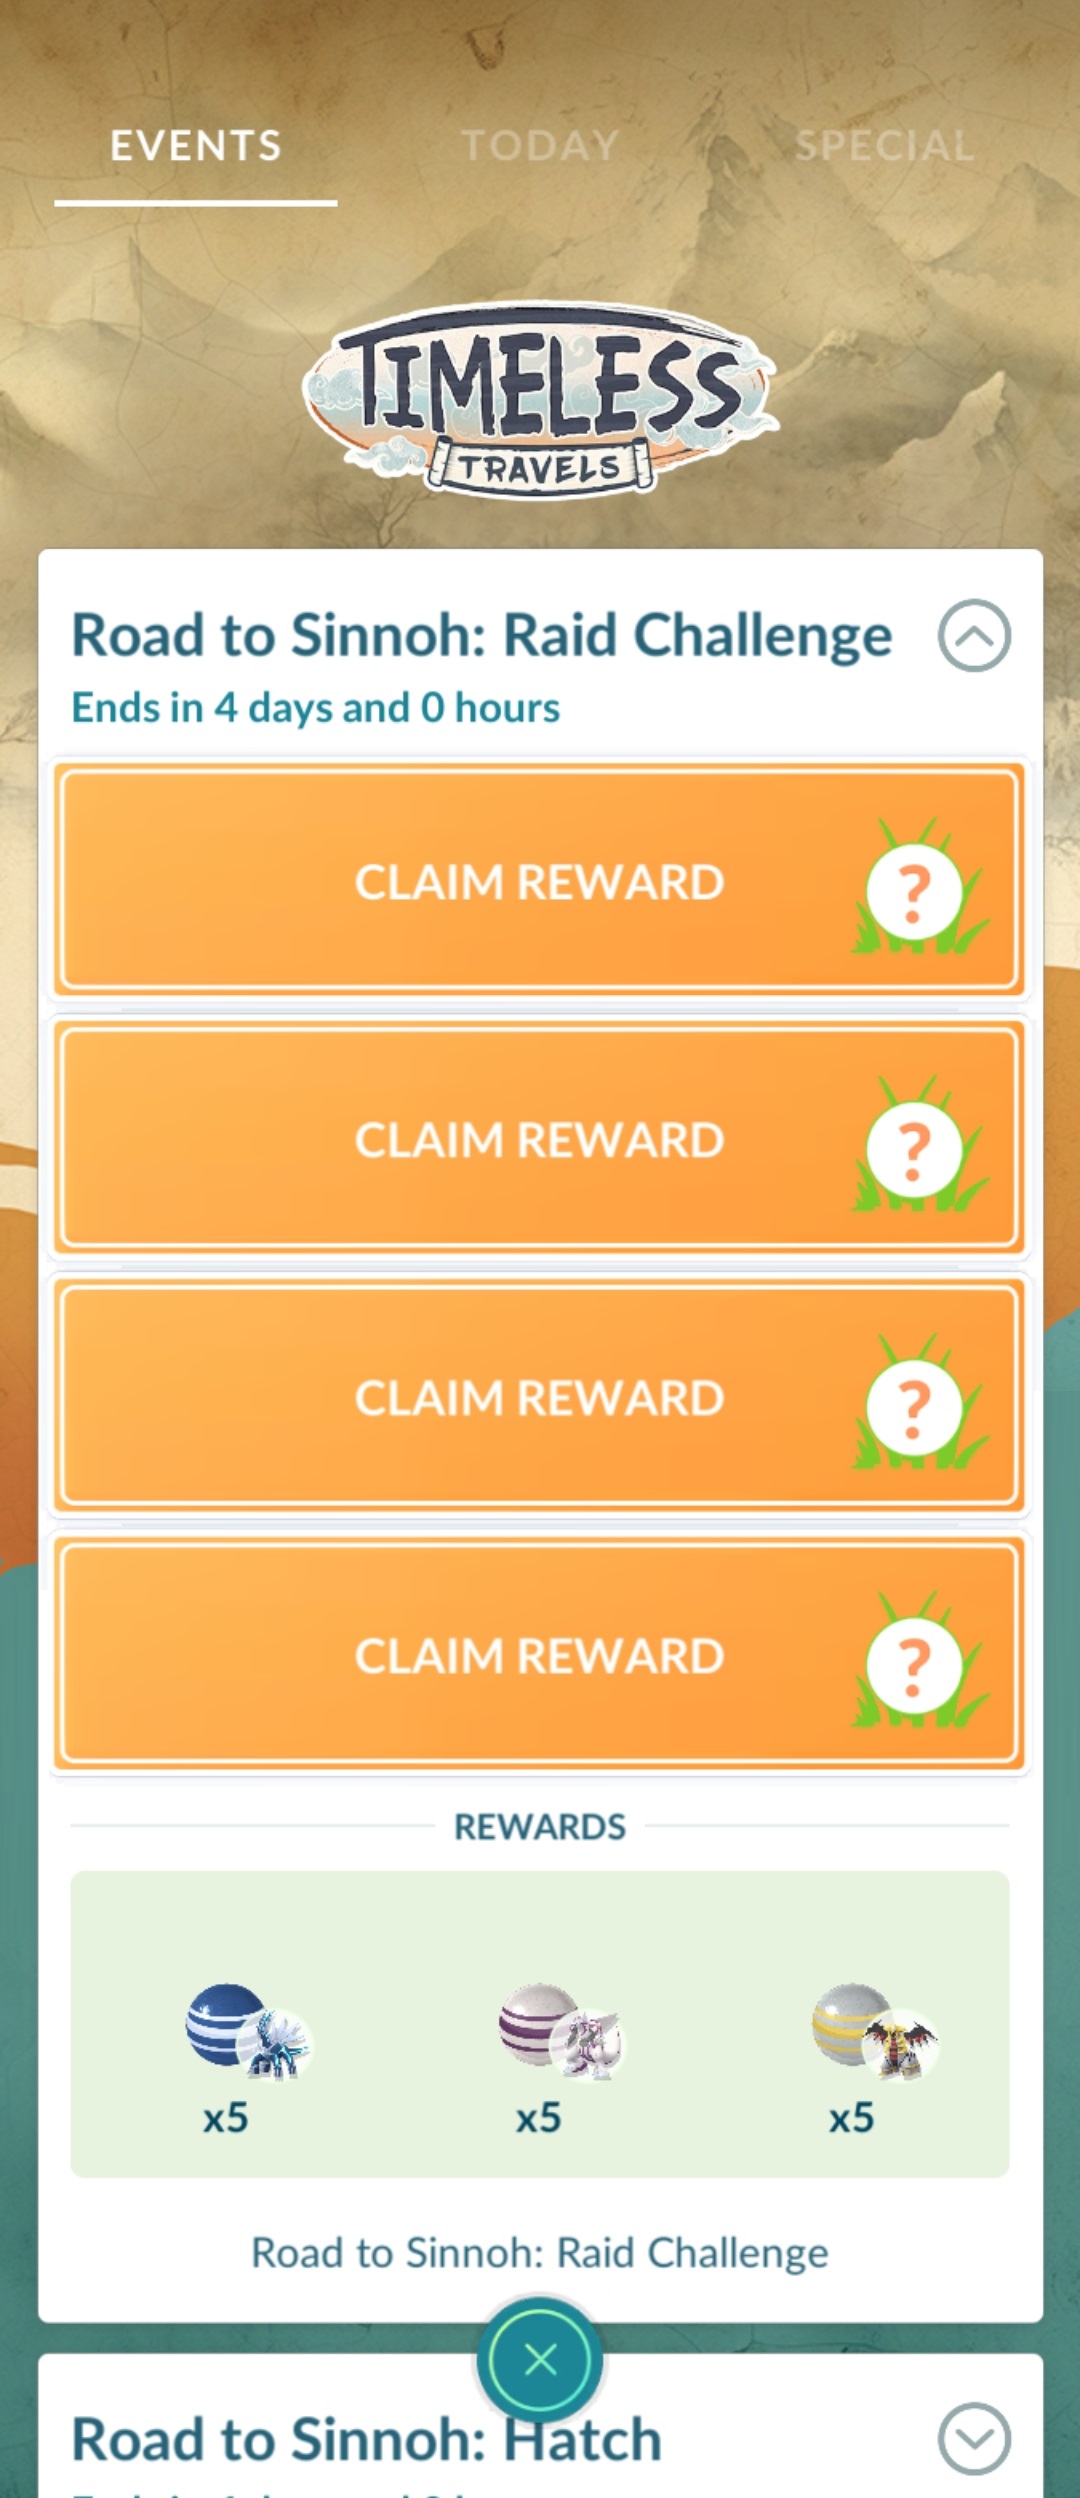 EVENTS TODAY SPECIAL
TIMELESS
TRAVELS
Road to Sinnoh: Raid Challenge
Ends in 4 days and 0 hours
CLAIM REWARD
?
CLAIM REWARD
?
CLAIM REWARD
?
CLAIM REWARD
?
REWARDS
x5 x5 x5
Road to Sinnoh: Raid Challenge
Road to Sinnoh: Hatch